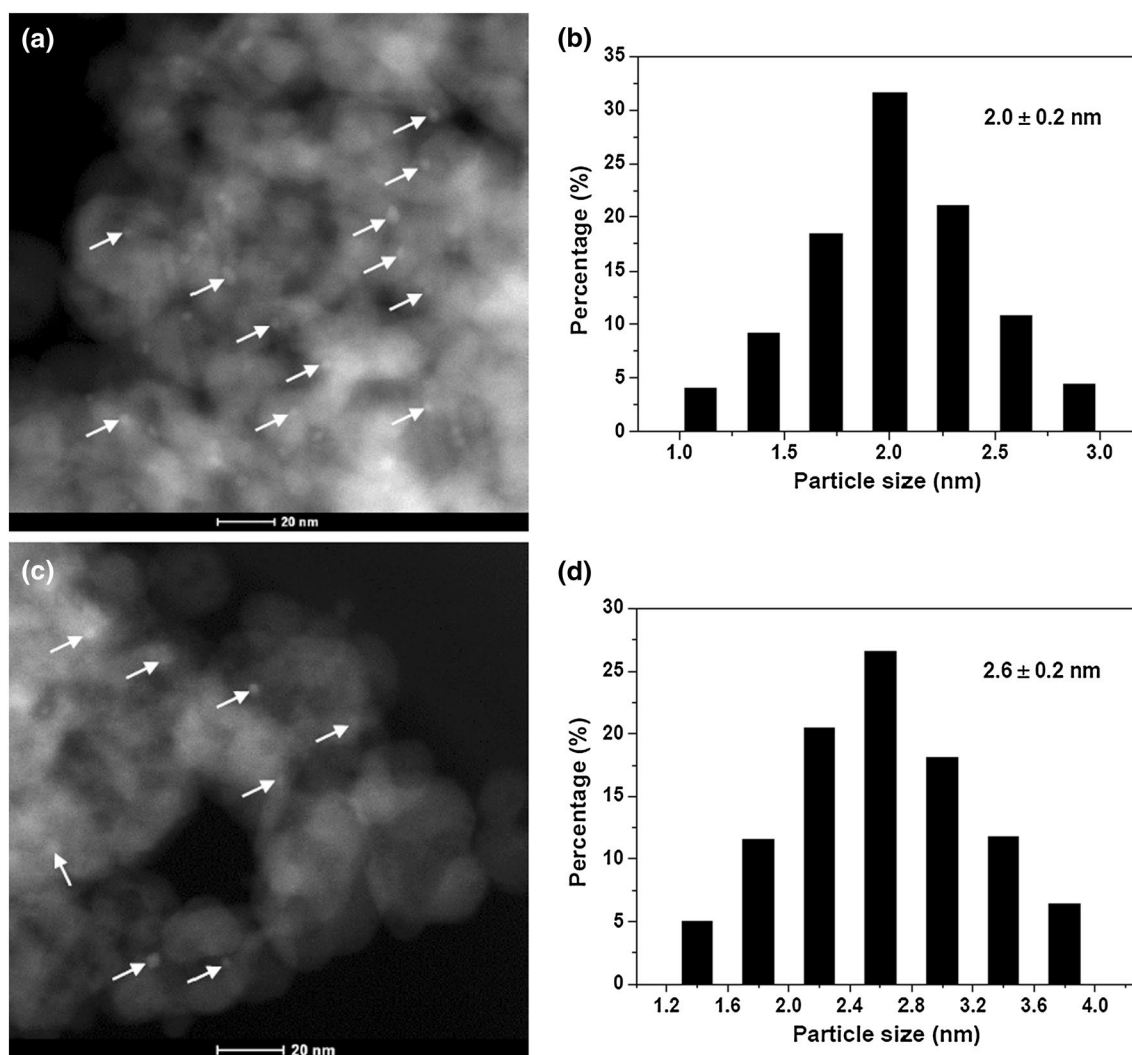 (a)
20 nm
(b)
35
30
25
20
15
10
5
0
Percentage (%)
2.0 ± 0.2 nm
1.0 1.5 2.0 2.5 3.0
Particle size (nm)
(c)
20 nm
(d)
30
25
20
15
10
5
0
Percentage (%)
2.6 ± 0.2 nm
1.2 1.6 2.0 2.4 2.8 3.2 3.6 4.0
Particle size (nm)